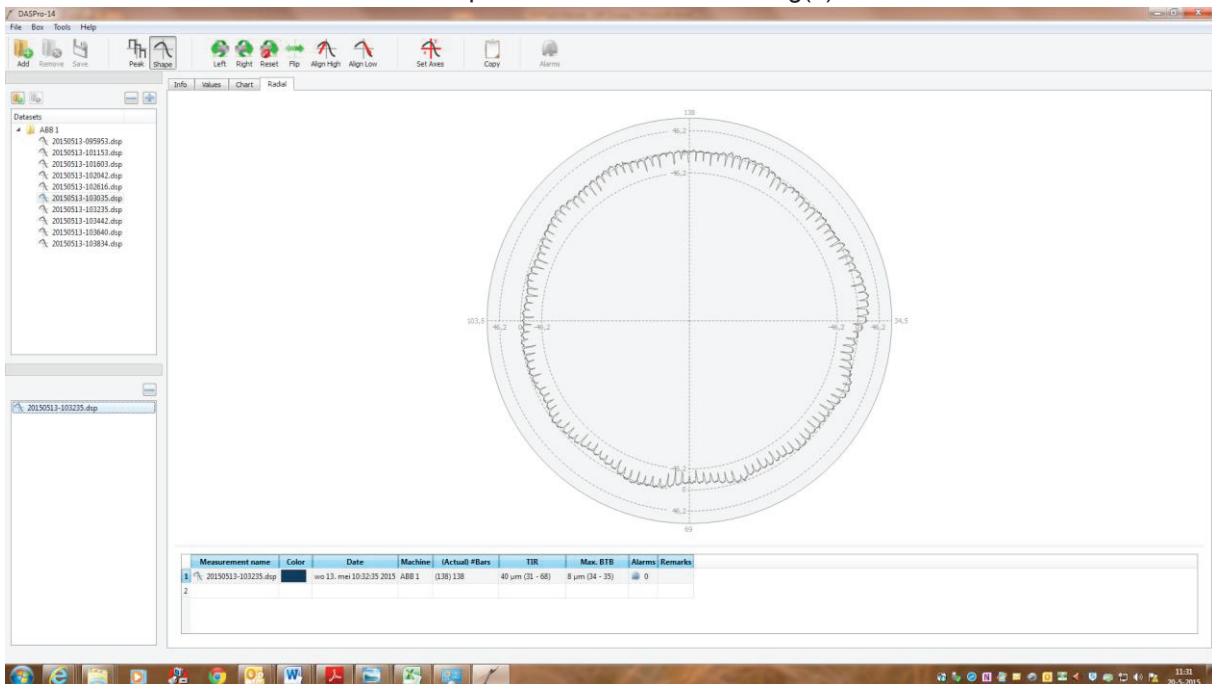 DASPro-14
File Box Tools Help
Add Remove Save Peak Shape Left Right Reset Flip Align High Align Low Set Axes Copy Alarms
Info Values Chart Radial
Datasets
ABB 1
20150513-095953.dsp
20150513-101153.dsp
20150513-101603.dsp
20150513-102042.dsp
20150513-102616.dsp
20150513-103035.dsp
20150513-103235.dsp
20150513-103442.dsp
20150513-103640.dsp
20150513-103834.dsp
138
46,2
-46,2
103,5 46,2 0 -46,2 -46,2 46,2 34,5
-46,2
0
46,2
69
20150513-103235.dsp
Measurement name Color Date Machine (Actual) #Bars TIR Max. BTB Alarms Remarks
1 20150513-103235.dsp wo 13. mei 10:32:35 2015 ABB 1 (138) 138 40 µm (31 - 68) 8 µm (34 - 35) 0
2
11:31
20-5-2015